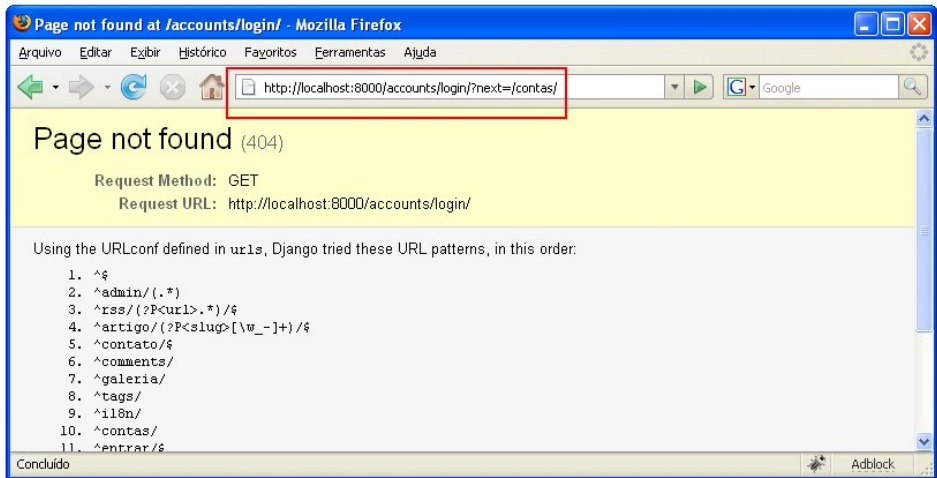 Page not found at /accounts/login/ - Mozilla Firefox
Arquivo Editar Exibir Histórico Favoritos Ferramentas Ajuda
http://localhost:8000/accounts/login/?next=/contas/ G Google
Page not found (404)
Request Method: GET
Request URL: http://localhost:8000/accounts/login/
Using the URLconf defined in urls, Django tried these URL patterns, in this order:
1. ^$
2. ^admin/(.*)
3. ^rss/(?P<url>.*)/$
4. ^artigo/(?P<slug>[\w_-]+)/$
5. ^contato/$
6. ^comments/
7. ^galeria/
8. ^tags/
9. ^i18n/
10. ^contas/
11. ^entrar/$
Concluído Adblock